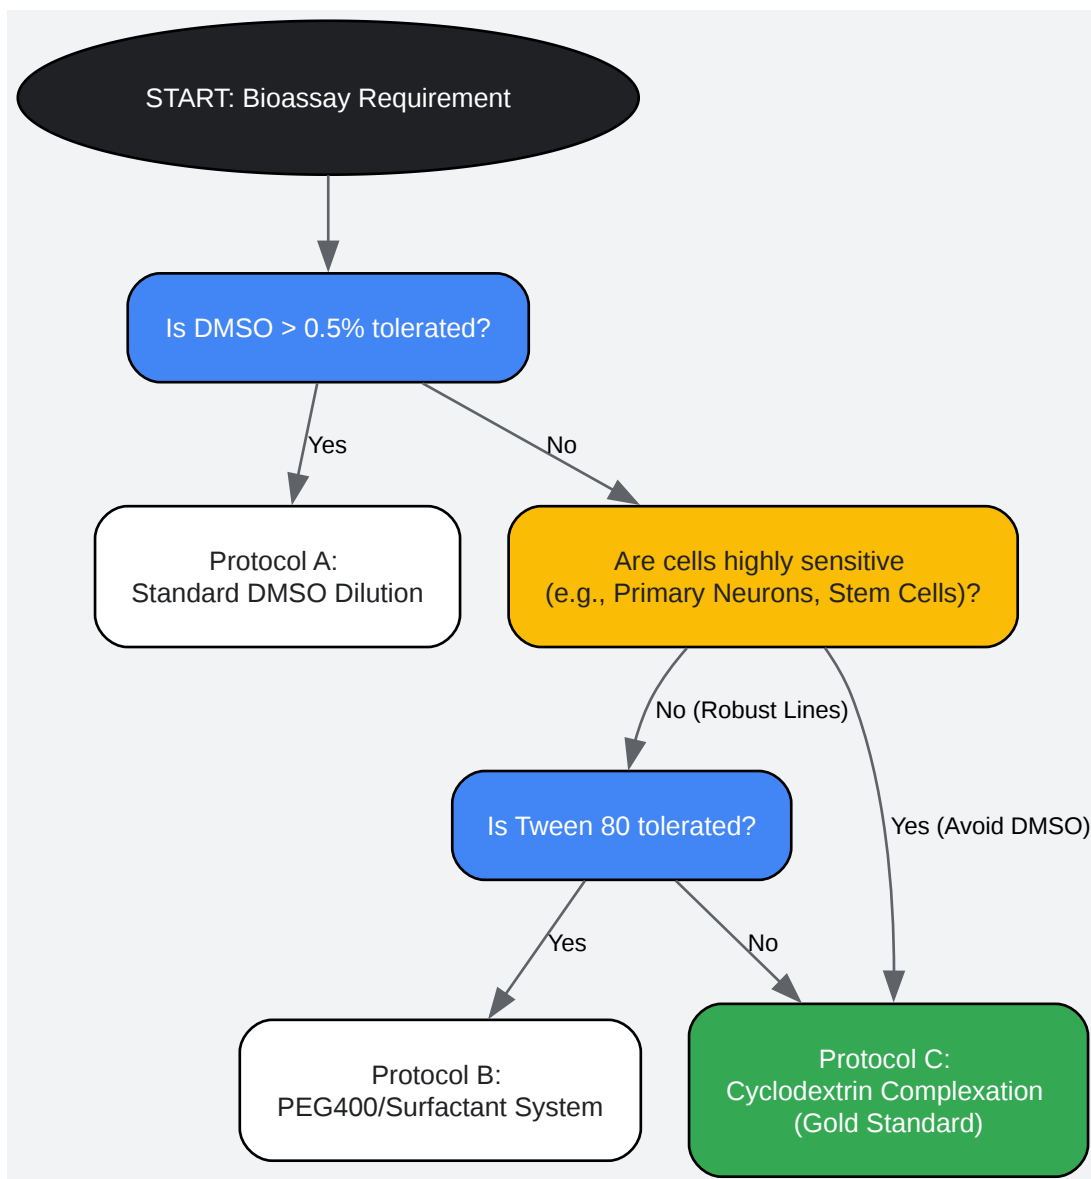 START: Bioassay Requirement
Is DMSO > 0.5% tolerated?
Yes
No
Protocol A:
Standard DMSO Dilution
Are cells highly sensitive
(e.g., Primary Neurons, Stem Cells)?
No (Robust Lines)
Yes (Avoid DMSO)
Is Tween 80 tolerated?
Yes
No
Protocol B:
PEG400/Surfactant System
Protocol C:
Cyclodextrin Complexation
(Gold Standard)